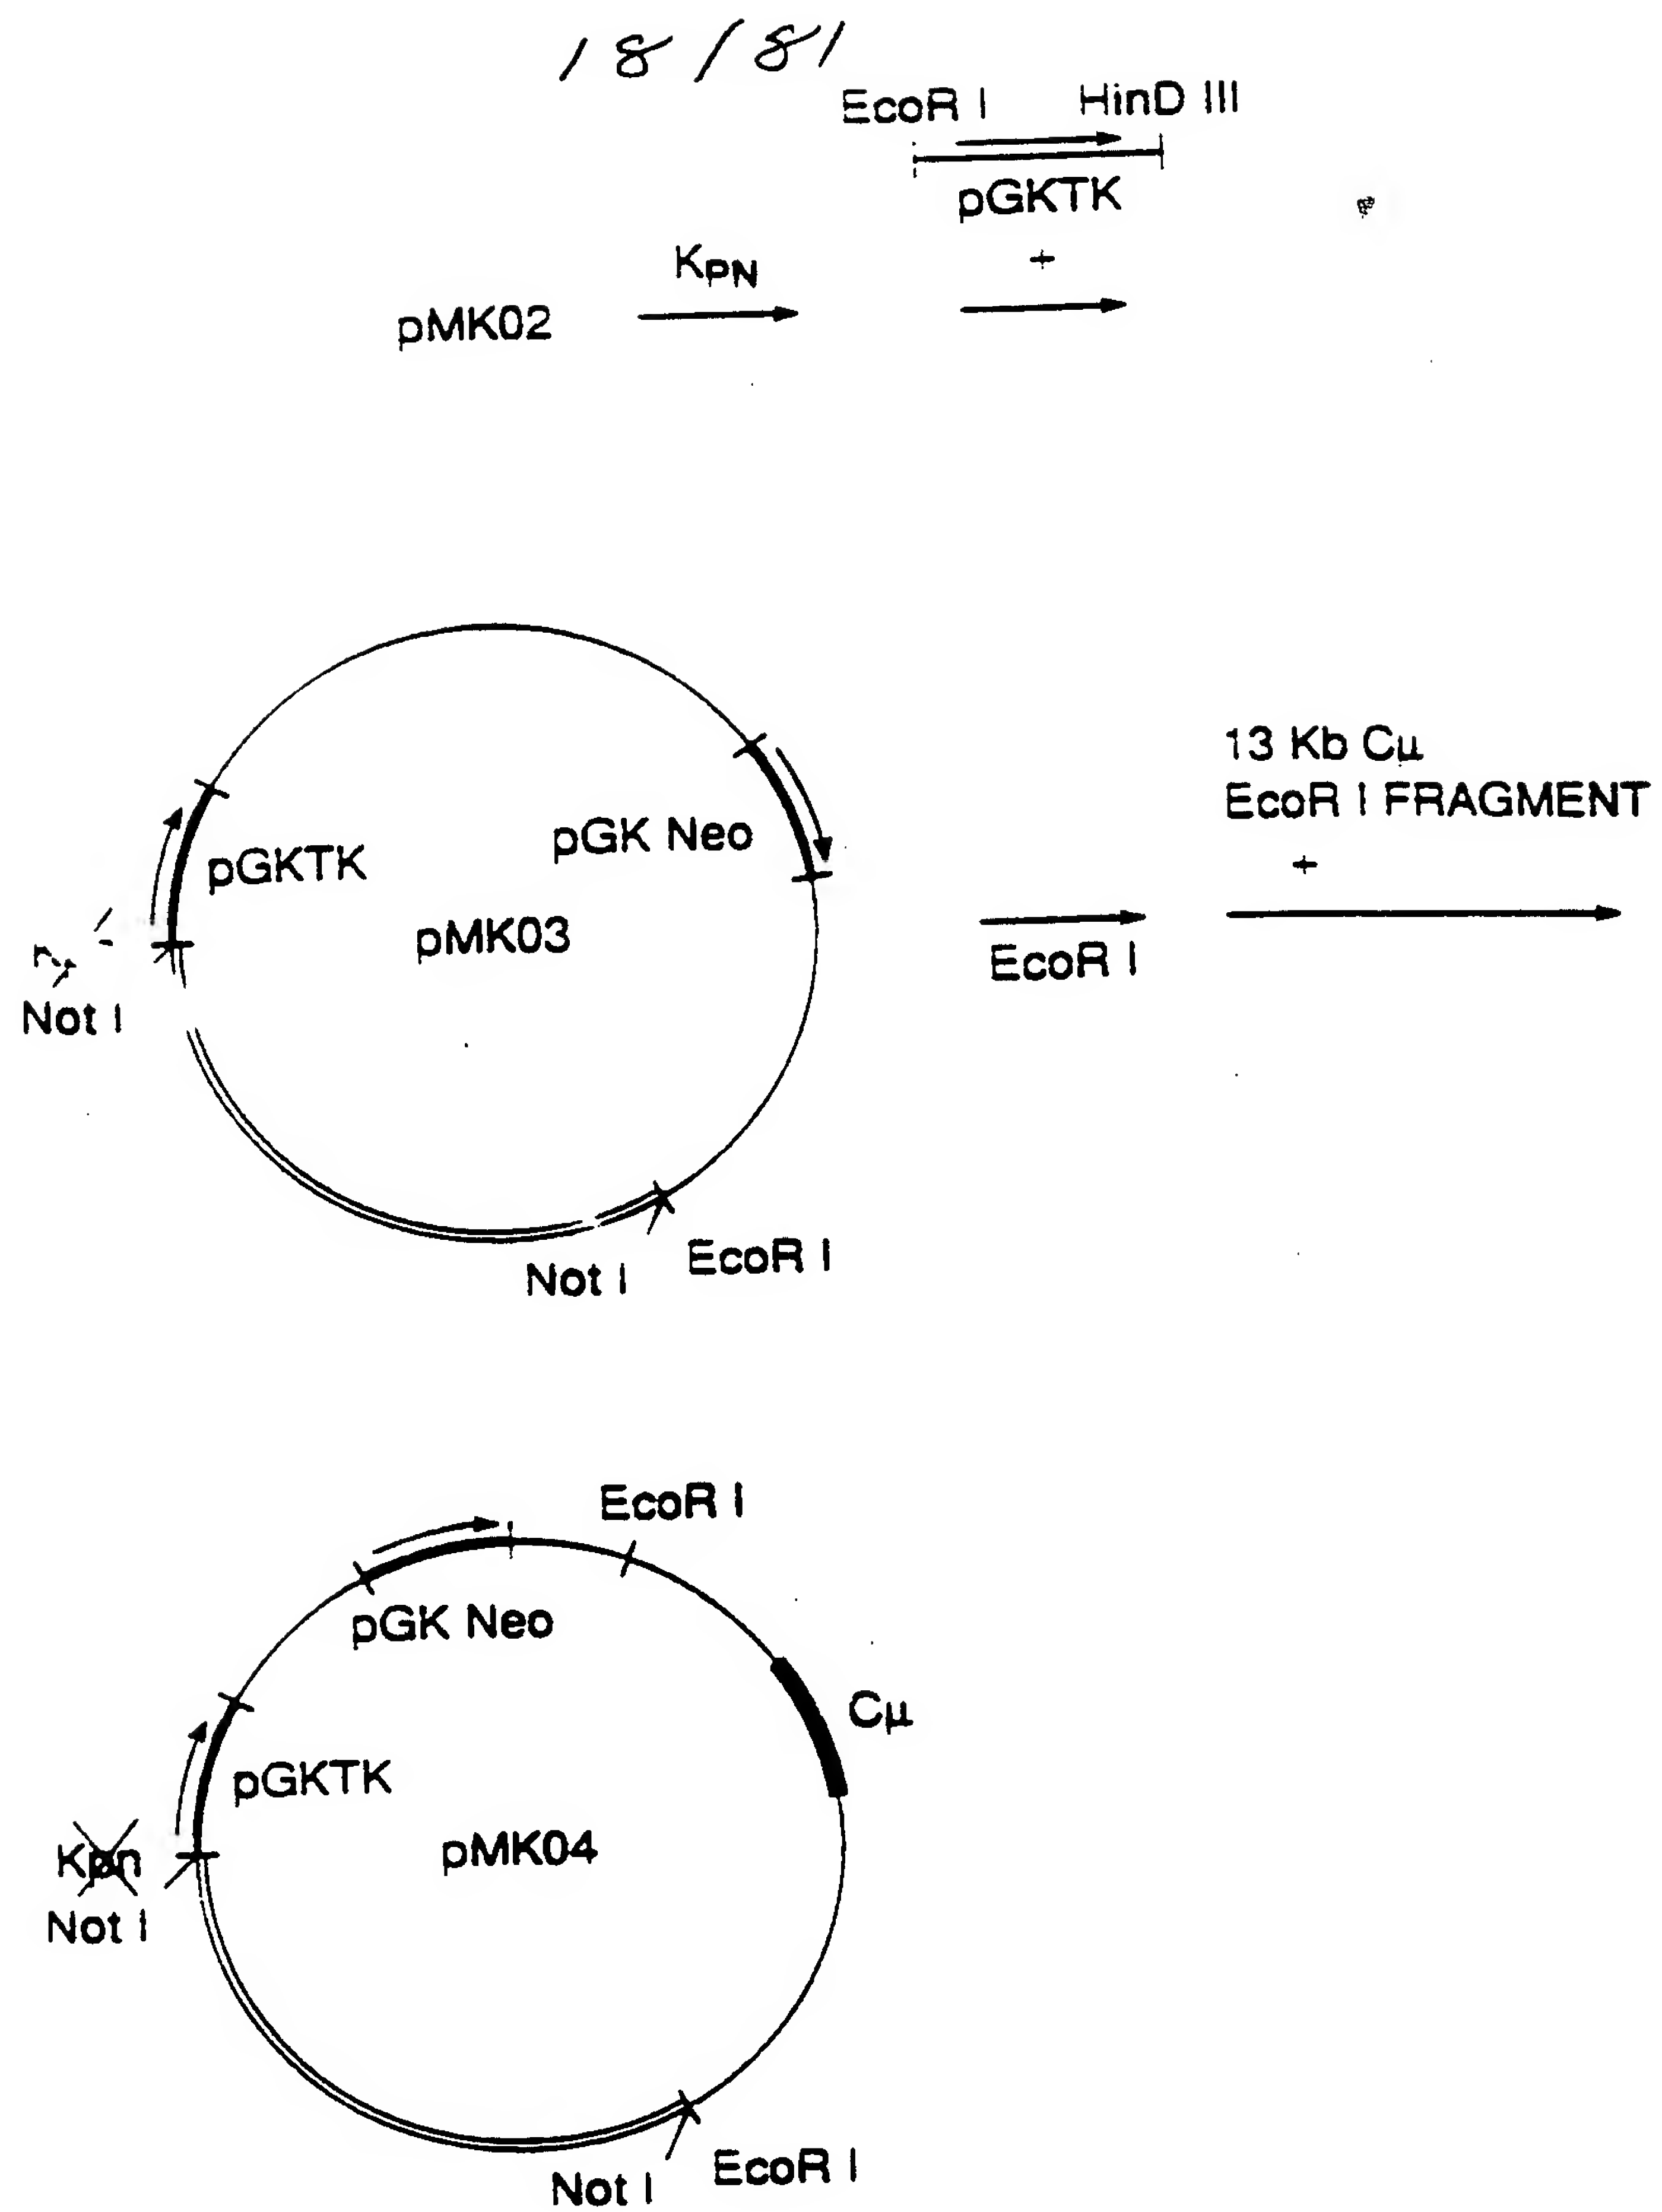 18/81
EcoR I HinD III
pGKTK
+
KPN
pMK02
pGKTK
pGK Neo
pMK03
Not I
Not I
EcoR I
EcoR I
13 Kb Cμ
EcoR I FRAGMENT
+
EcoR I
pGK Neo
Cμ
pGKTK
pMK04
Kpn
Not I
Not I
EcoR I